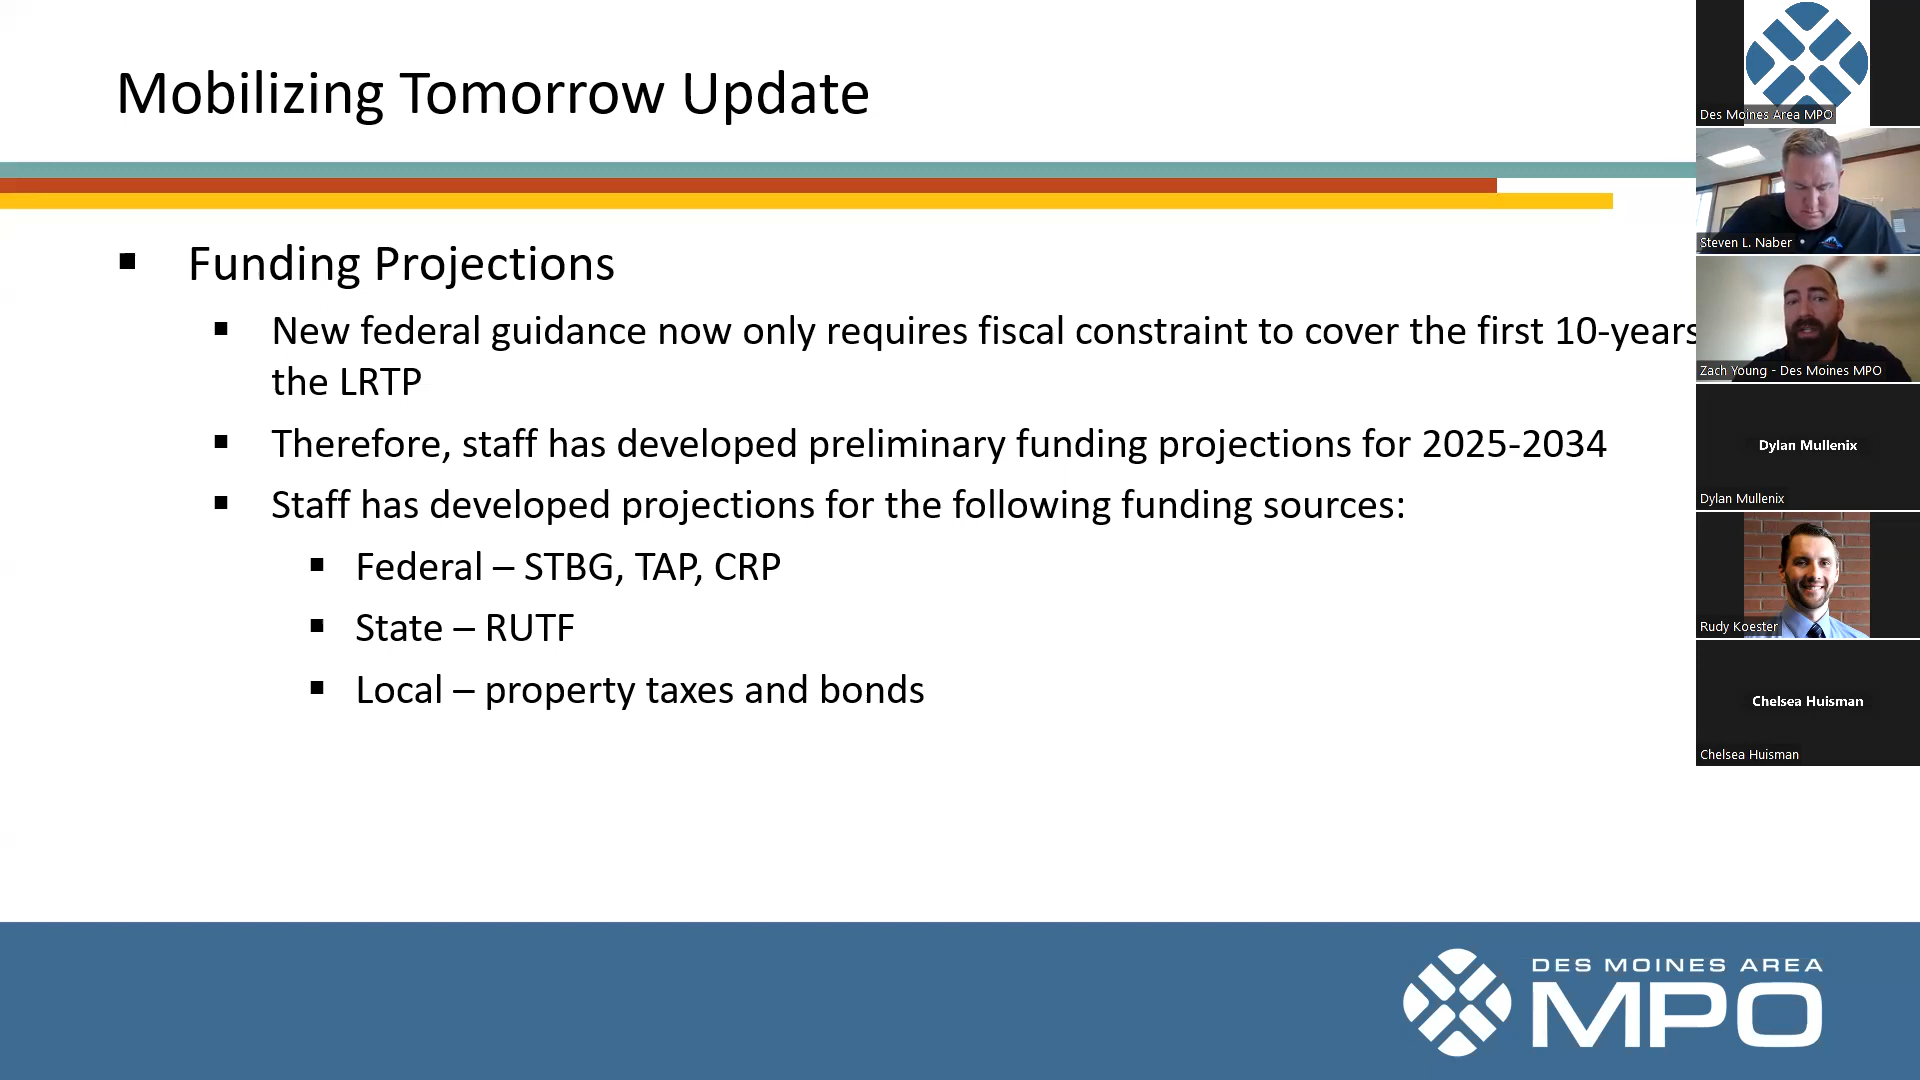 Mobilizing Tomorrow Update
Funding Projections
New federal guidance now only requires fiscal constraint to cover the first 10-years
the LRTP
Therefore, staff has developed preliminary funding projections for 2025-2034
Staff has developed projections for the following funding sources:
Federal – STBG, TAP, CRP
State – RUTF
Local – property taxes and bonds
DES MOINES AREA
MPO
Des Moines Area MPO
Steven L. Naber
Zach Young - Des Moines MPO
Dylan Mullenix
Dylan Mullenix
Rudy Koester
Chelsea Huisman
Chelsea Huisman